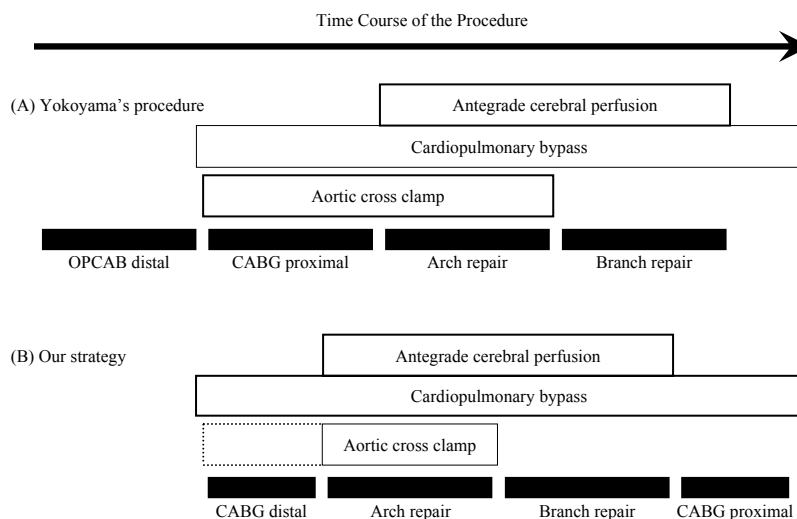 Time Course of the Procedure
(A) Yokoyama's procedure
Antegrade cerebral perfusion
Cardiopulmonary bypass
Aortic cross clamp
OPCAB distal CABG proximal Arch repair Branch repair
(B) Our strategy
Antegrade cerebral perfusion
Cardiopulmonary bypass
Aortic cross clamp
CABG distal Arch repair Branch repair CABG proximal